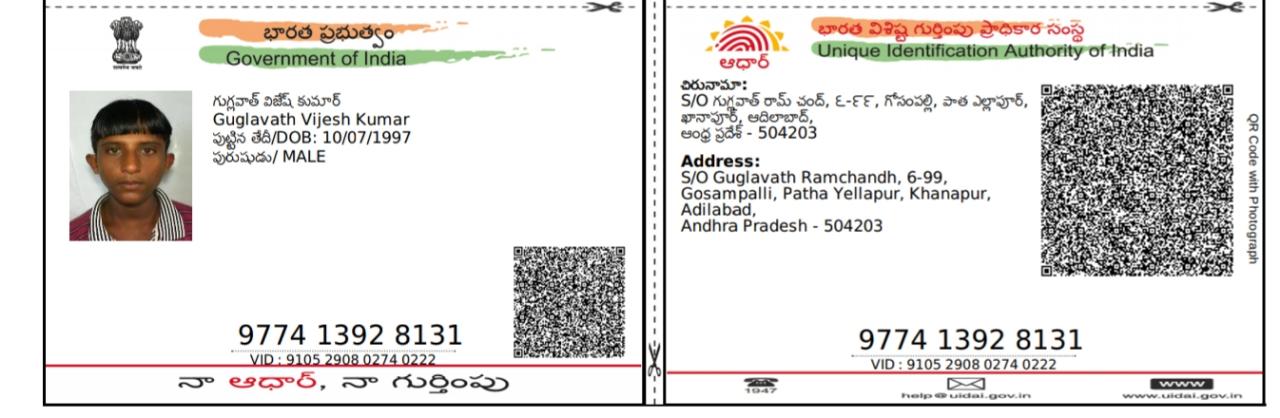 భారత ప్రభుత్వం
Government of India
గుగ్లవాత్ విజేష్ కుమార్
Guglavath Vijesh Kumar
పుట్టిన తేదీ/DOB: 10/07/1997
పురుషుడు/ MALE
9774 1392 8131
VID : 9105 2908 0274 0222
నా ఆధార్, నా గుర్తింపు
ఆధార్
భారత విశిష్ట గుర్తింపు ప్రాధికార సంస్థ
Unique Identification Authority of India
చిరునామా:
S/O గుగ్లవాత్ రామ్ చంద్, ౬-౯౯, గోసంపల్లి, పాత ఎల్లాపూర్,
ఖానాపూర్, ఆదిలాబాద్,
ఆంధ్ర ప్రదేశ్ - 504203
Address:
S/O Guglavath Ramchandh, 6-99,
Gosampalli, Patha Yellapur, Khanapur,
Adilabad,
Andhra Pradesh - 504203
QR Code with Photograph
9774 1392 8131
VID : 9105 2908 0274 0222
1947
help@uidai.gov.in
www
www.uidai.gov.in